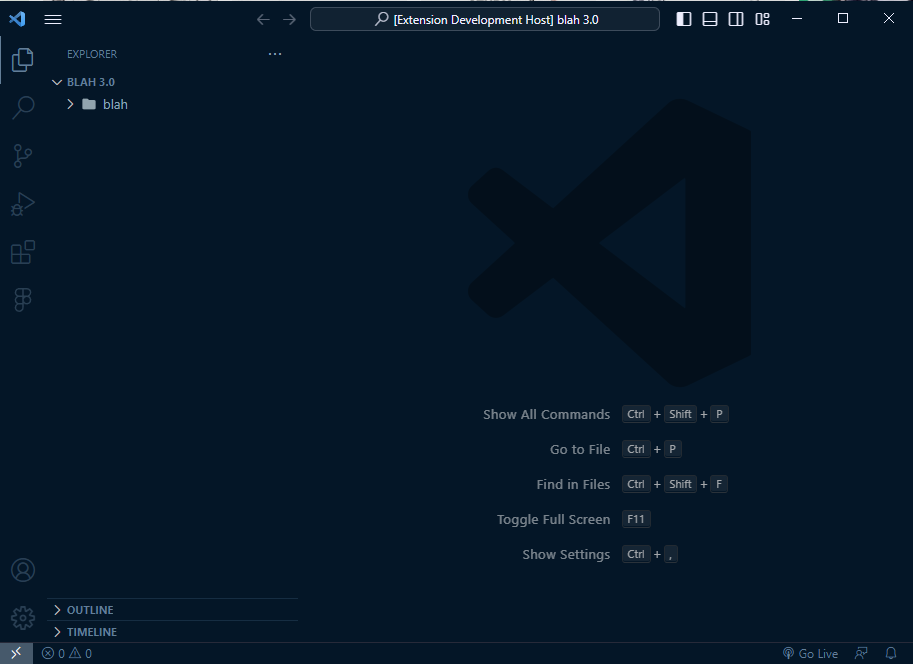 [Extension Development Host] blah 3.0
EXPLORER
BLAH 3.0
blah
Show All Commands Ctrl + Shift + P
Go to File Ctrl + P
Find in Files Ctrl + Shift + F
Toggle Full Screen F11
Show Settings Ctrl + ,
OUTLINE
TIMELINE
0 0 Go Live